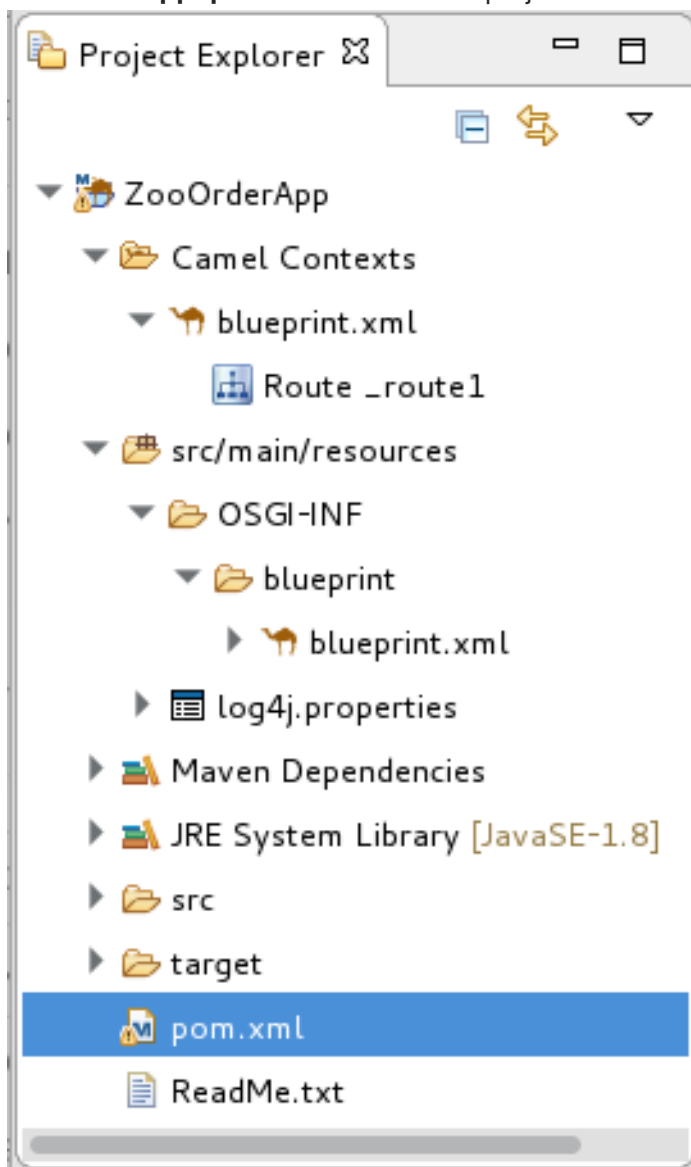 Project Explorer
ZooOrderApp
Camel Contexts
blueprint.xml
Route _route1
src/main/resources
OSGI-INF
blueprint
blueprint.xml
log4j.properties
Maven Dependencies
JRE System Library [JavaSE-1.8]
src
target
pom.xml
ReadMe.txt